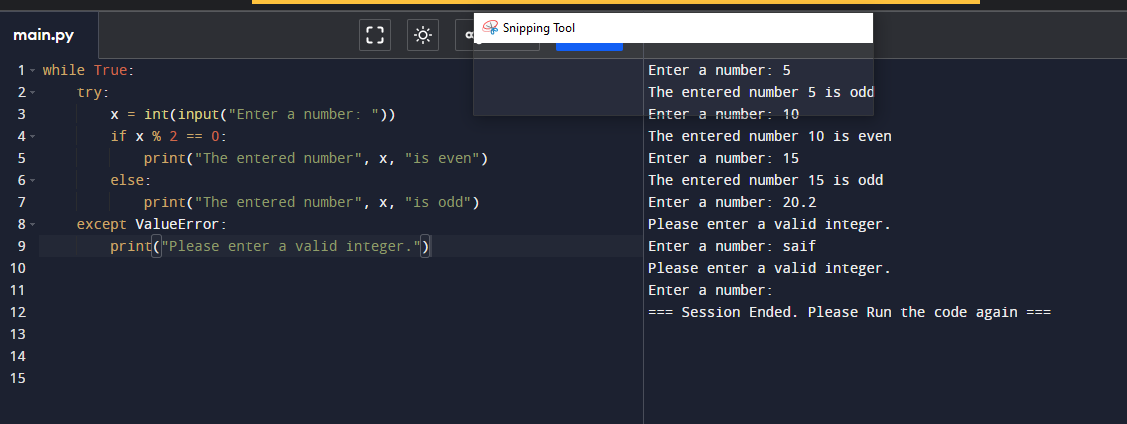 main.py
Snipping Tool
1 while True:
2 try:
3 x = int(input("Enter a number: "))
4 if x % 2 == 0:
5 print("The entered number", x, "is even")
6 else:
7 print("The entered number", x, "is odd")
8 except ValueError:
9 print("Please enter a valid integer.")
10
11
12
13
14
15
Enter a number: 5
The entered number 5 is odd
Enter a number: 10
The entered number 10 is even
Enter a number: 15
The entered number 15 is odd
Enter a number: 20.2
Please enter a valid integer.
Enter a number: saif
Please enter a valid integer.
Enter a number:
=== Session Ended. Please Run the code again ===